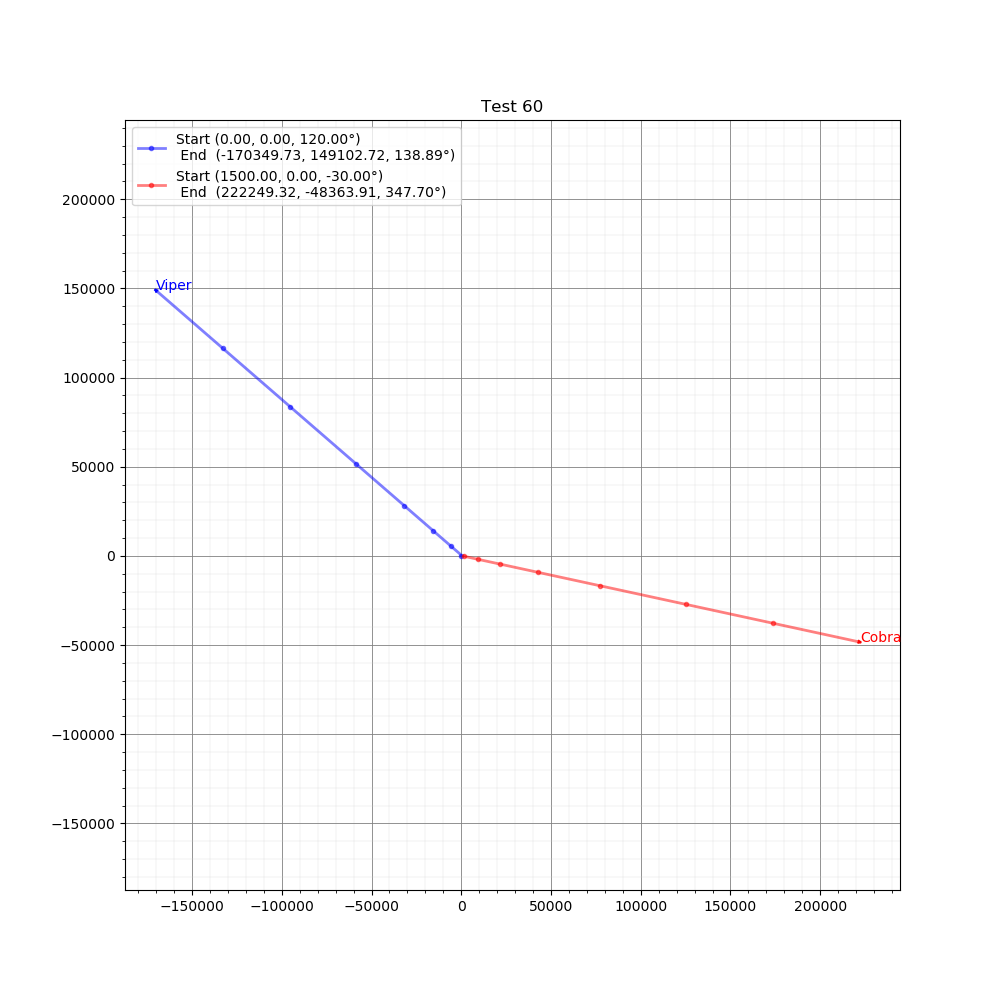 Test 60
Start (0.00, 0.00, 120.00°)
End (-170349.73, 149102.72, 138.89°)
Start (1500.00, 0.00, -30.00°)
End (222249.32, -48363.91, 347.70°)
200000
150000
100000
50000
0
−50000
−100000
−150000
Viper
Cobra
−150000 −100000 −50000 0 50000 100000 150000 200000